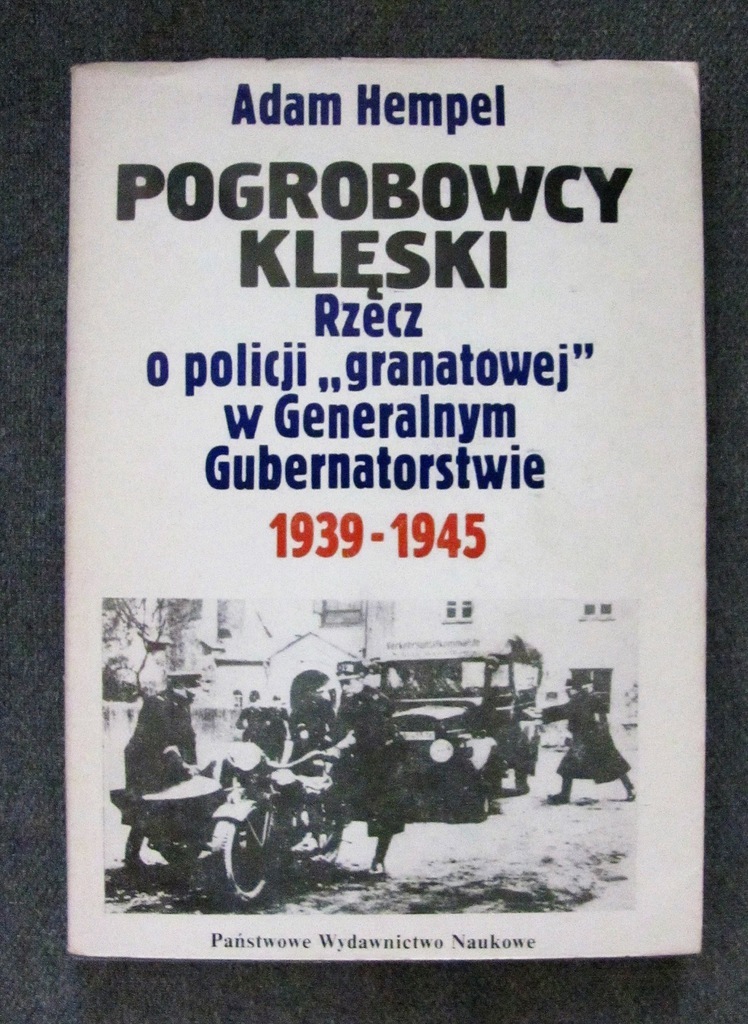 Adam Hempel
POGROBOWCY
KLĘSKI
Rzecz
o policji „granatowej”
w Generalnym
Gubernatorstwie
1939-1945
Państwowe Wydawnictwo Naukowe